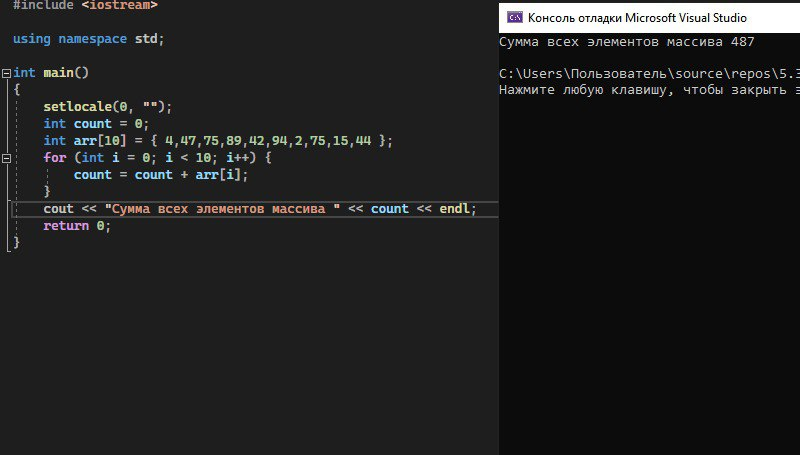 #include <iostream>
using namespace std;
int main()
{
setlocale(0, "");
int count = 0;
int arr[10] = { 4,47,75,89,42,94,2,75,15,44 };
for (int i = 0; i < 10; i++) {
count = count + arr[i];
}
cout << "Сумма всех элементов массива " << count << endl;
return 0;
}
Консоль отладки Microsoft Visual Studio
Сумма всех элементов массива 487
C:\Users\Пользователь\source\repos\5.3
Нажмите любую клавишу, чтобы закрыть